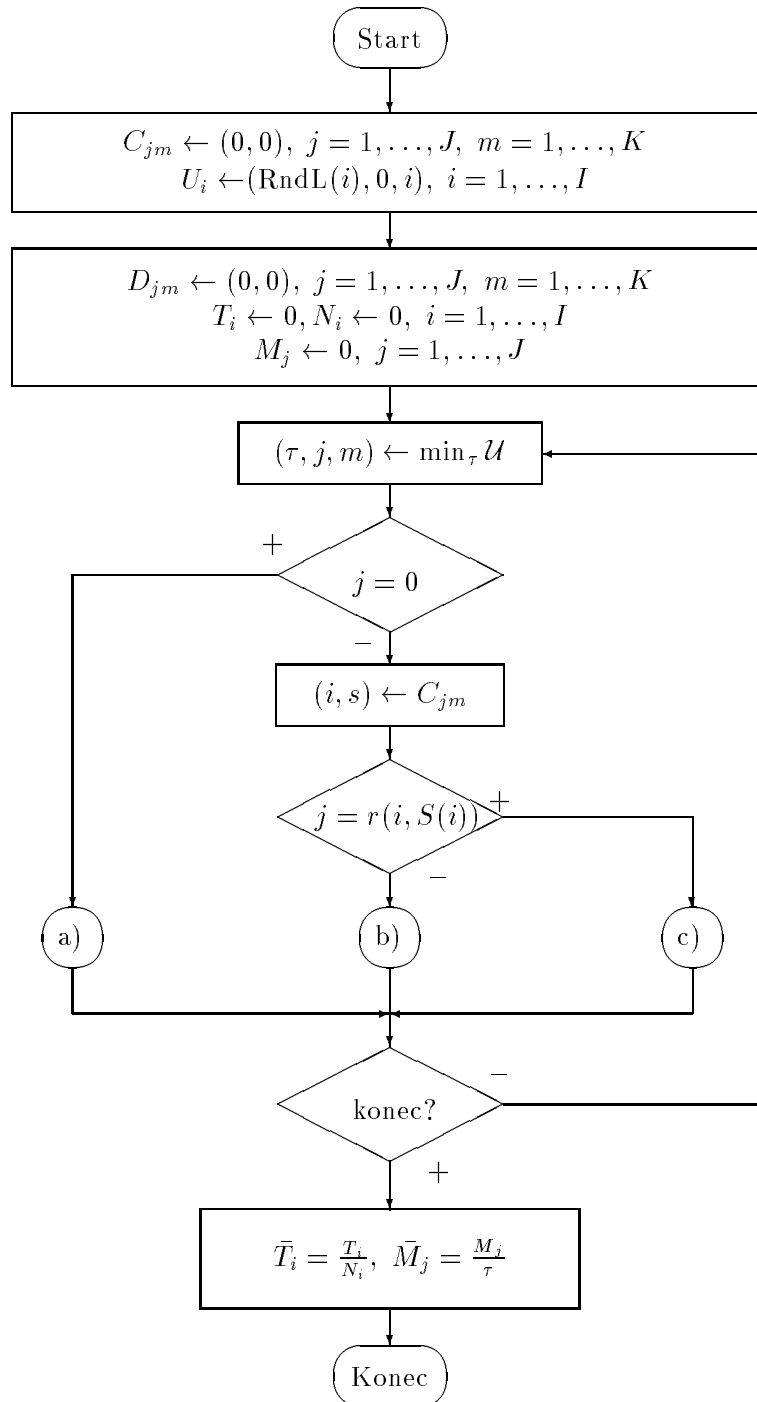 Start
C_{jm} ← (0, 0), j = 1, . . . , J, m = 1, . . . , K
U_i ←(RndL(i), 0, i), i = 1, . . . , I
D_{jm} ← (0, 0), j = 1, . . . , J, m = 1, . . . , K
T_i ← 0, N_i ← 0, i = 1, . . . , I
M_j ← 0, j = 1, . . . , J
(τ, j, m) ← min_τ 𝒰
+
j = 0
−
(i, s) ← C_{jm}
j = r(i, S(i))
+
−
a)
b)
c)
−
konec?
+
T̄_i = T_i/N_i, M̄_j = M_j/τ
Konec